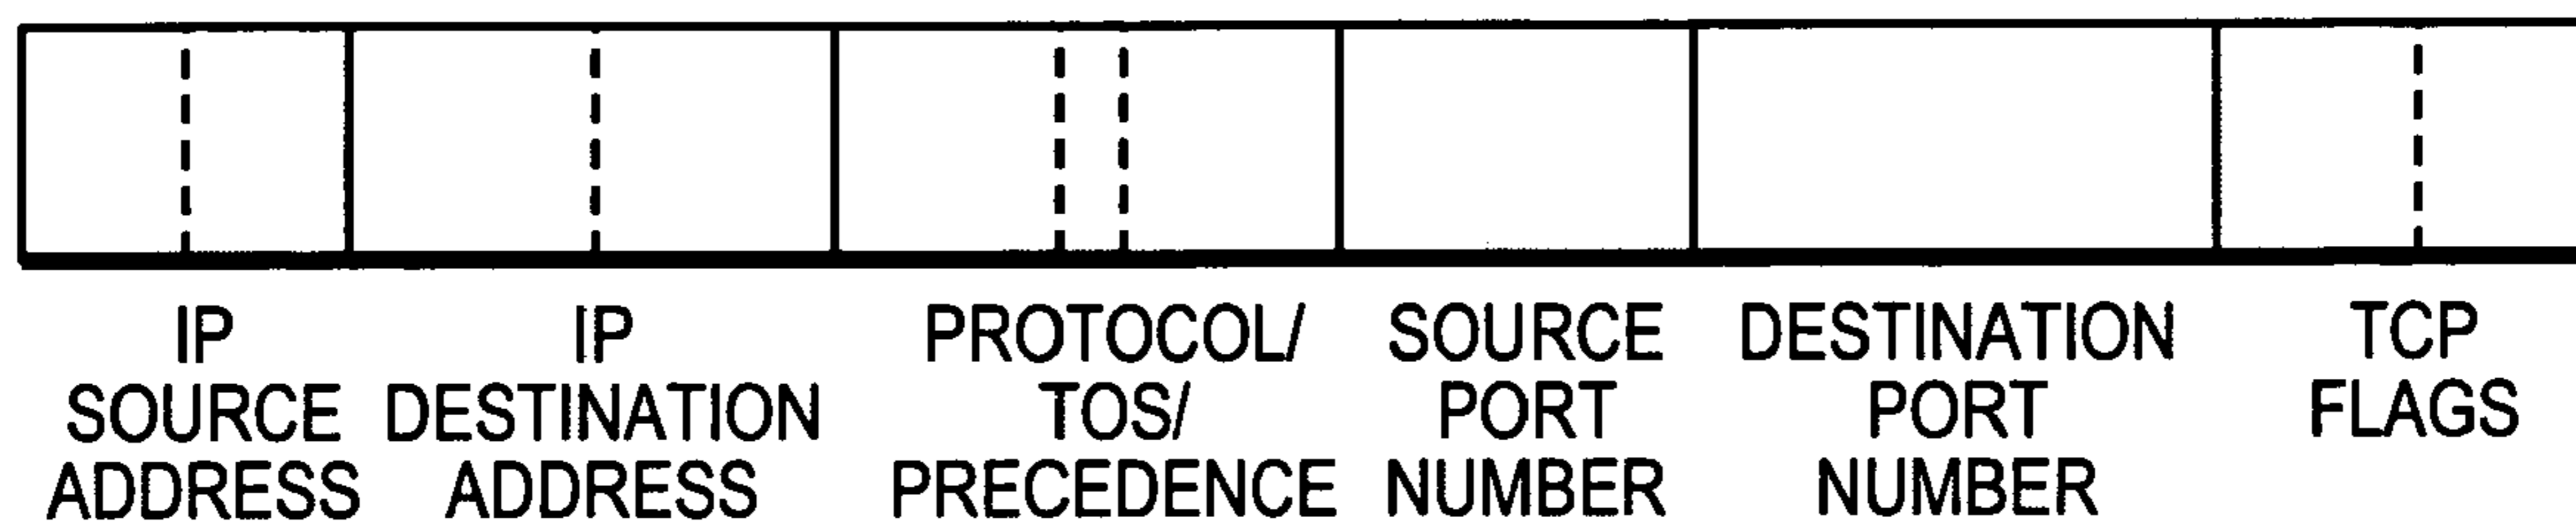 IP
SOURCE
ADDRESS
IP
DESTINATION
ADDRESS
PROTOCOL/
TOS/
PRECEDENCE
SOURCE
PORT
NUMBER
DESTINATION
PORT
NUMBER
TCP
FLAGS